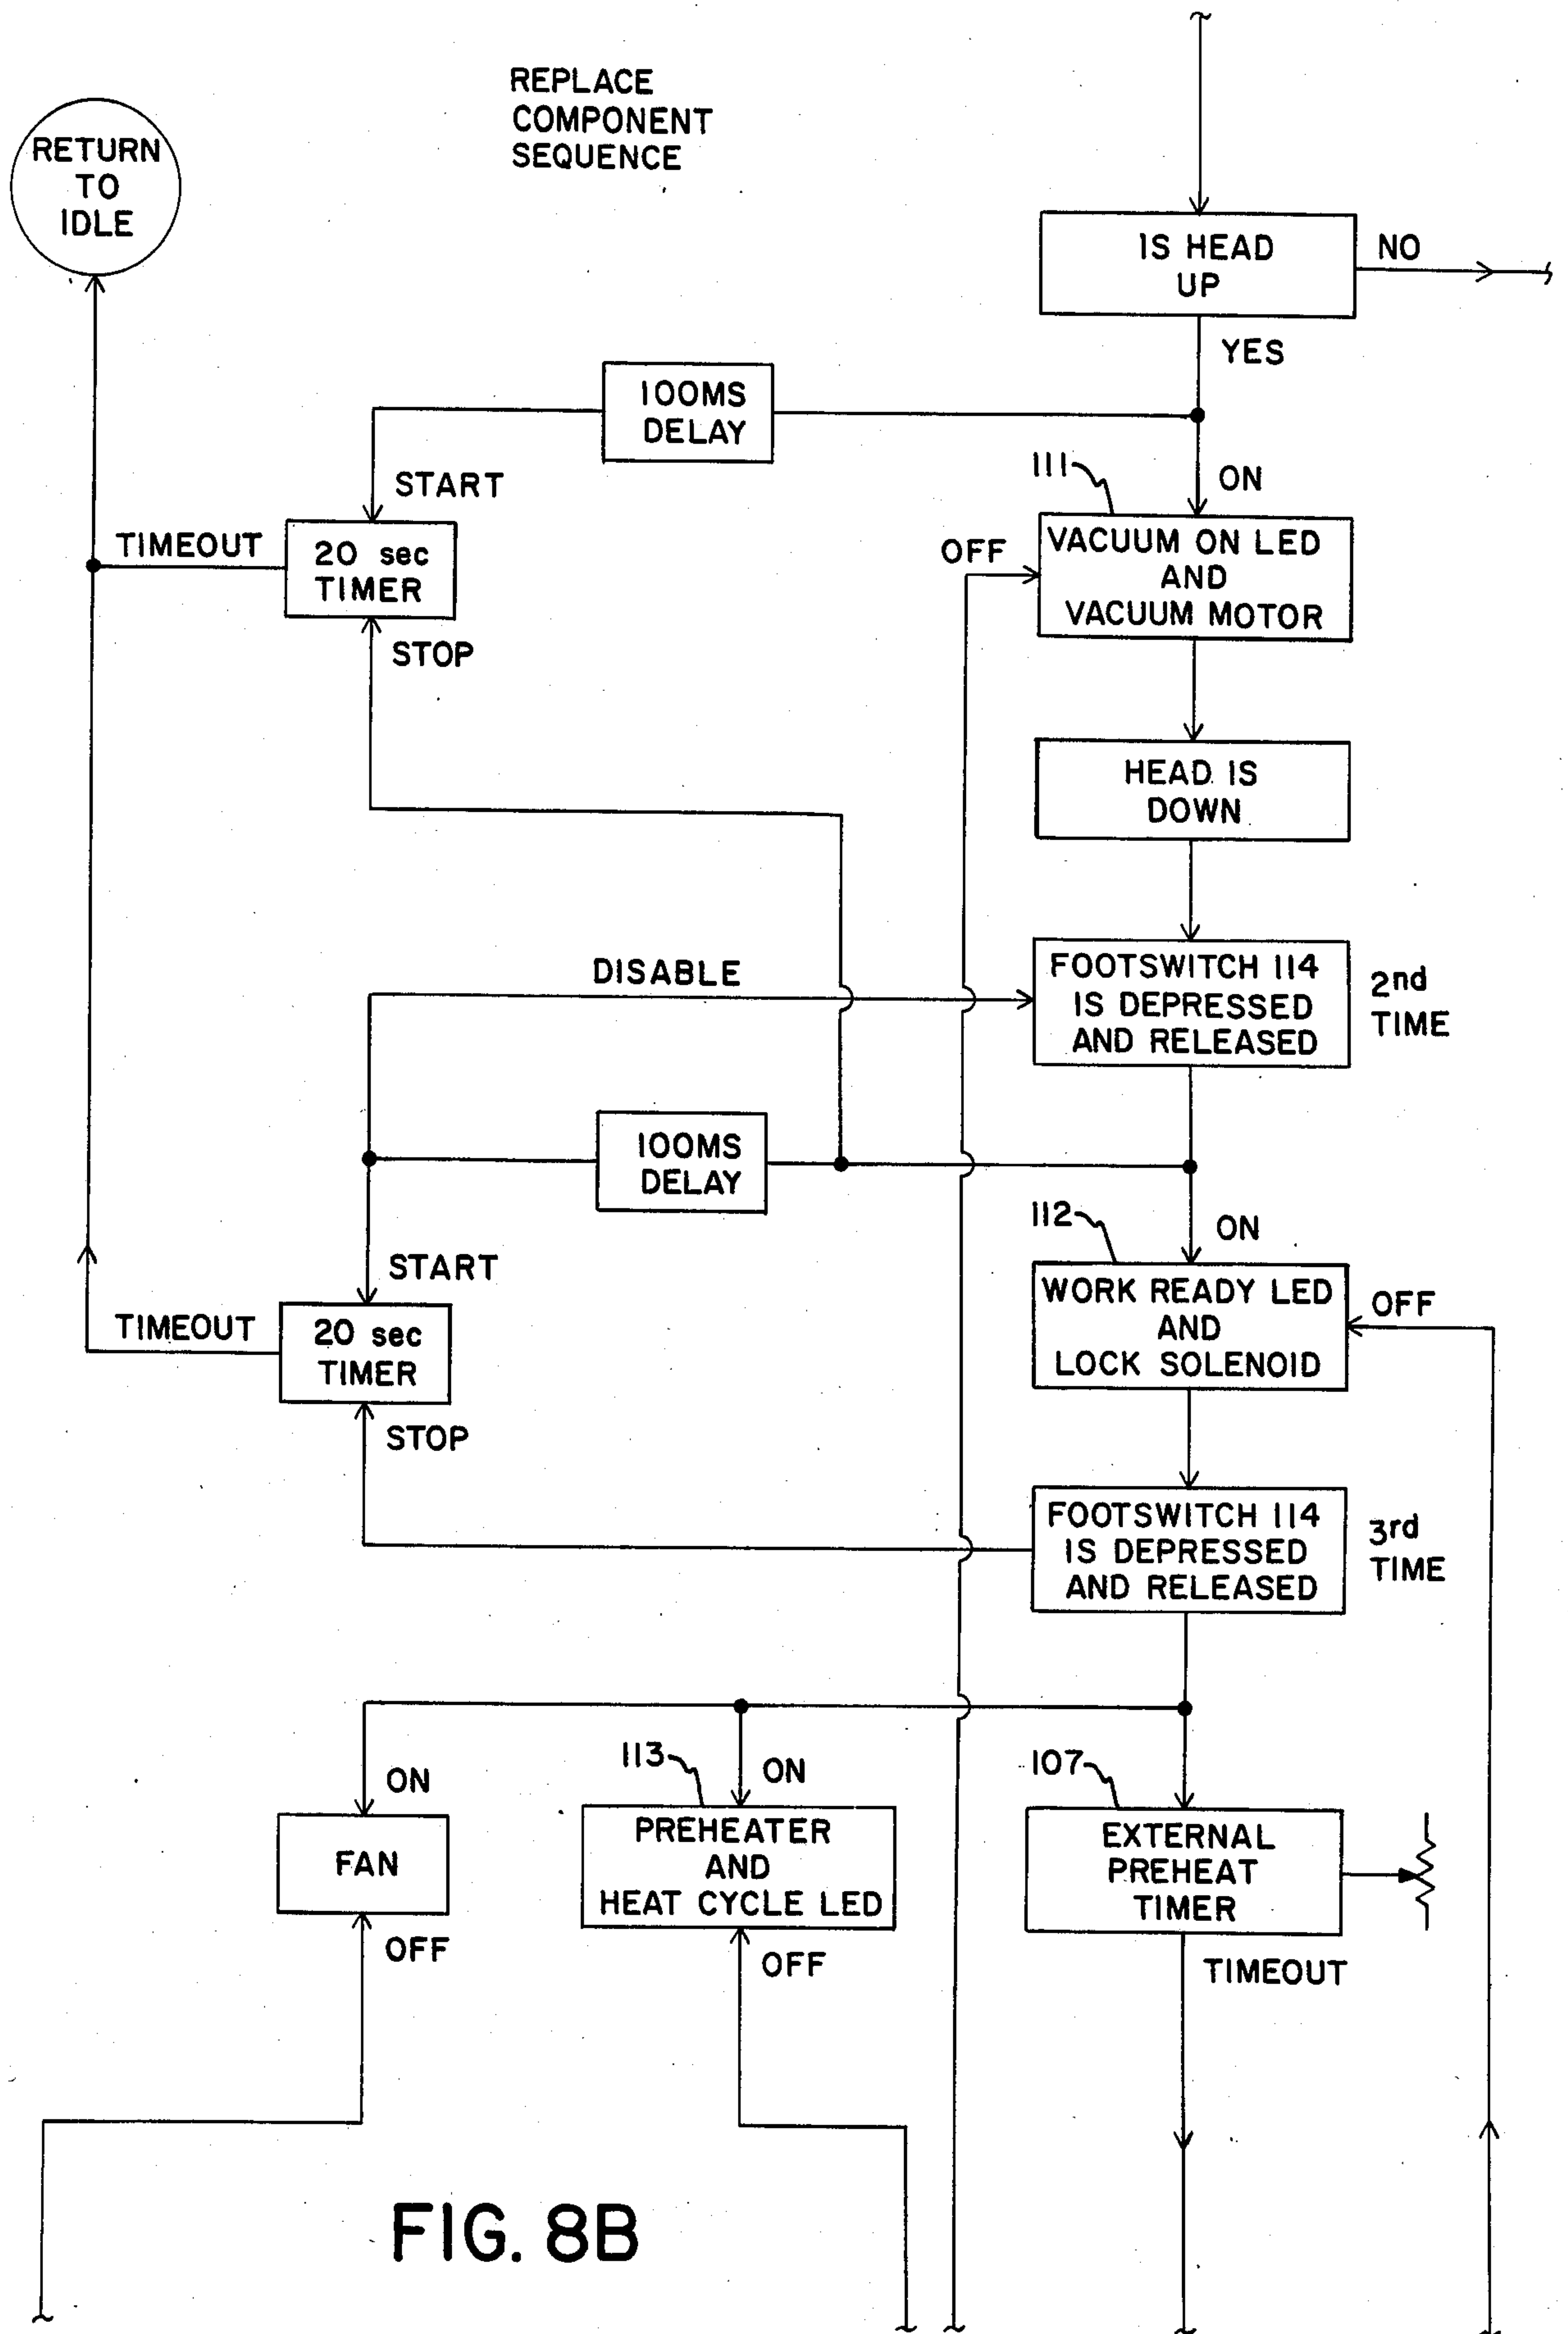 REPLACE
COMPONENT
SEQUENCE
RETURN
TO
IDLE
IS HEAD
UP
NO
YES
100MS
DELAY
START
111
ON
TIMEOUT
20 sec
TIMER
OFF
VACUUM ON LED
AND
VACUUM MOTOR
STOP
HEAD IS
DOWN
DISABLE
FOOTSWITCH 114
IS DEPRESSED
AND RELEASED
2nd
TIME
100MS
DELAY
112
ON
START
TIMEOUT
20 sec
TIMER
WORK READY LED
AND
LOCK SOLENOID
OFF
STOP
FOOTSWITCH 114
IS DEPRESSED
AND RELEASED
3rd
TIME
ON
113
ON
107
FAN
PREHEATER
AND
HEAT CYCLE LED
EXTERNAL
PREHEAT
TIMER
OFF
OFF
TIMEOUT
FIG. 8B